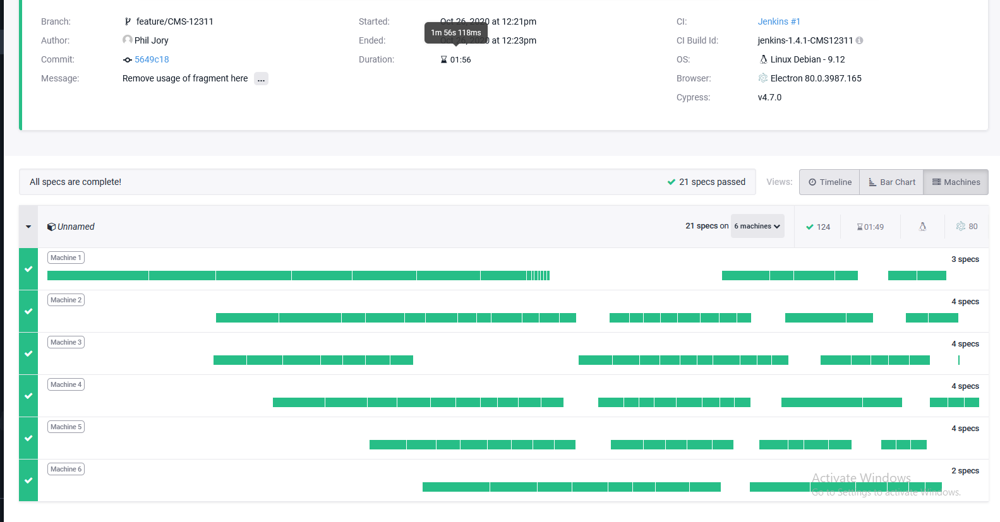 Branch: feature/CMS-12311 Started: Oct 26, 2020 at 12:21pm CI: Jenkins #1
1m 56s 118ms
Author: Phil Jory Ended: Oct 26, 2020 at 12:23pm CI Build Id: jenkins-1.4.1-CMS12311
Commit: 5649c18 Duration: 01:56 OS: Linux Debian - 9.12
Message: Remove usage of fragment here ... Browser: Electron 80.0.3987.165
Cypress: v4.7.0
All specs are complete! 21 specs passed Views: Timeline Bar Chart Machines
Unnamed 21 specs on 6 machines 124 01:49 80
Machine 1 3 specs
Machine 2 4 specs
Machine 3 4 specs
Machine 4 4 specs
Machine 5 4 specs
Machine 6 2 specs
Activate Windows
Go to Settings to activate Windows.